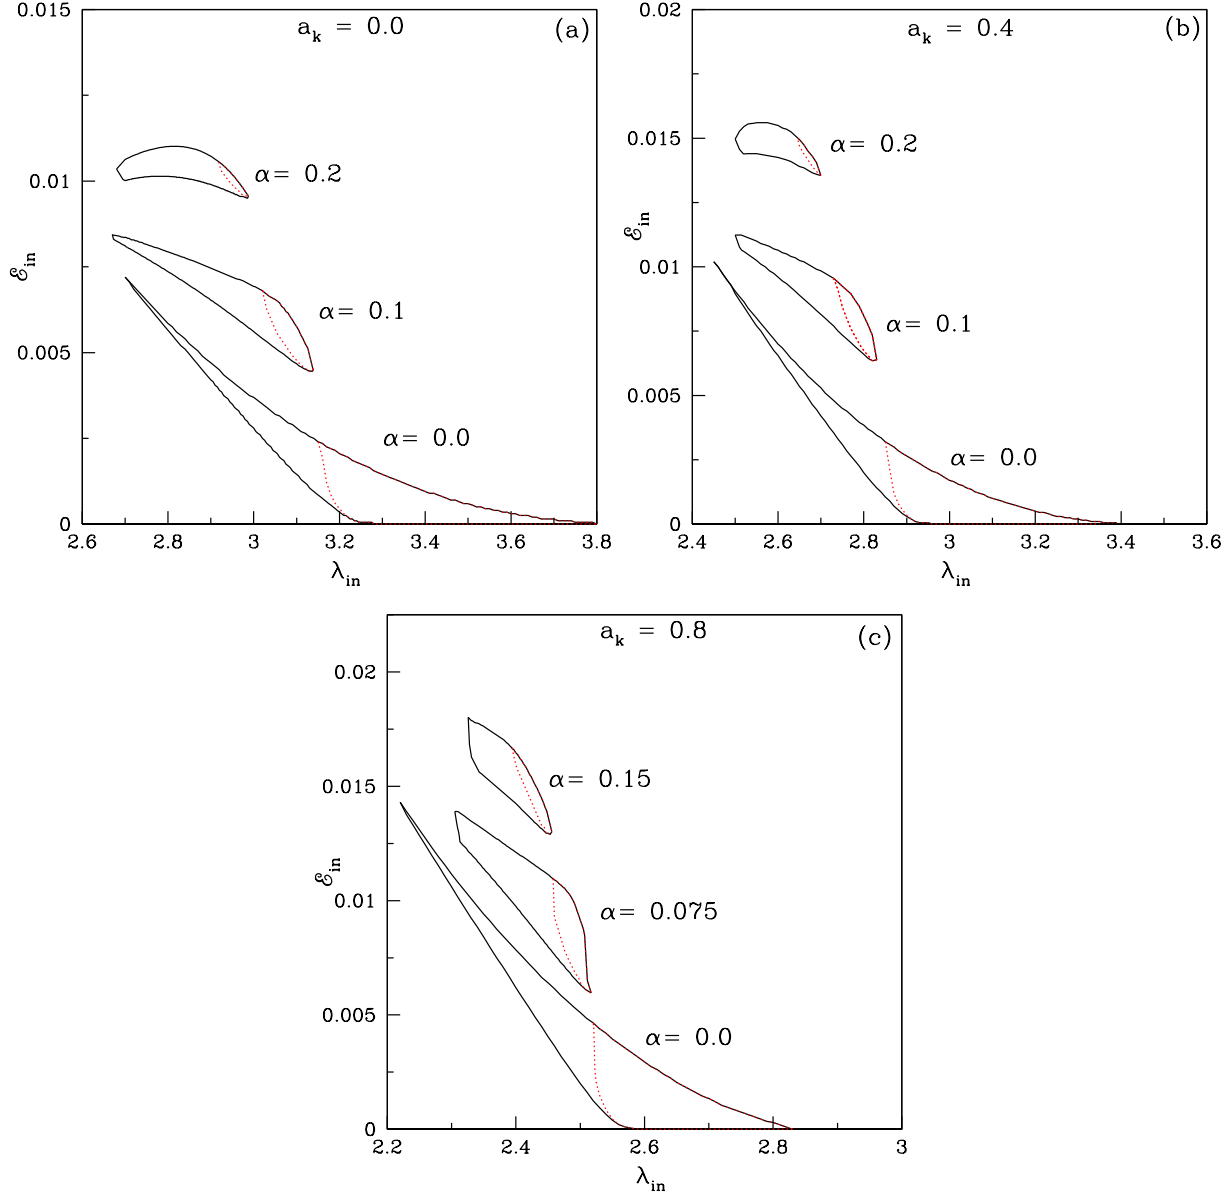 a_k = 0.0
(a)
0.015
0.01
0.005
0
ℰ_in
α= 0.2
α= 0.1
α= 0.0
2.6 2.8 3 3.2 3.4 3.6 3.8
λ_in
a_k = 0.4
(b)
0.02
0.015
0.01
0.005
0
ℰ_in
α= 0.2
α= 0.1
α= 0.0
2.4 2.6 2.8 3 3.2 3.4 3.6
λ_in
a_k = 0.8
(c)
0.02
0.015
0.01
0.005
0
ℰ_in
α= 0.15
α= 0.075
α= 0.0
2.2 2.4 2.6 2.8 3
λ_in